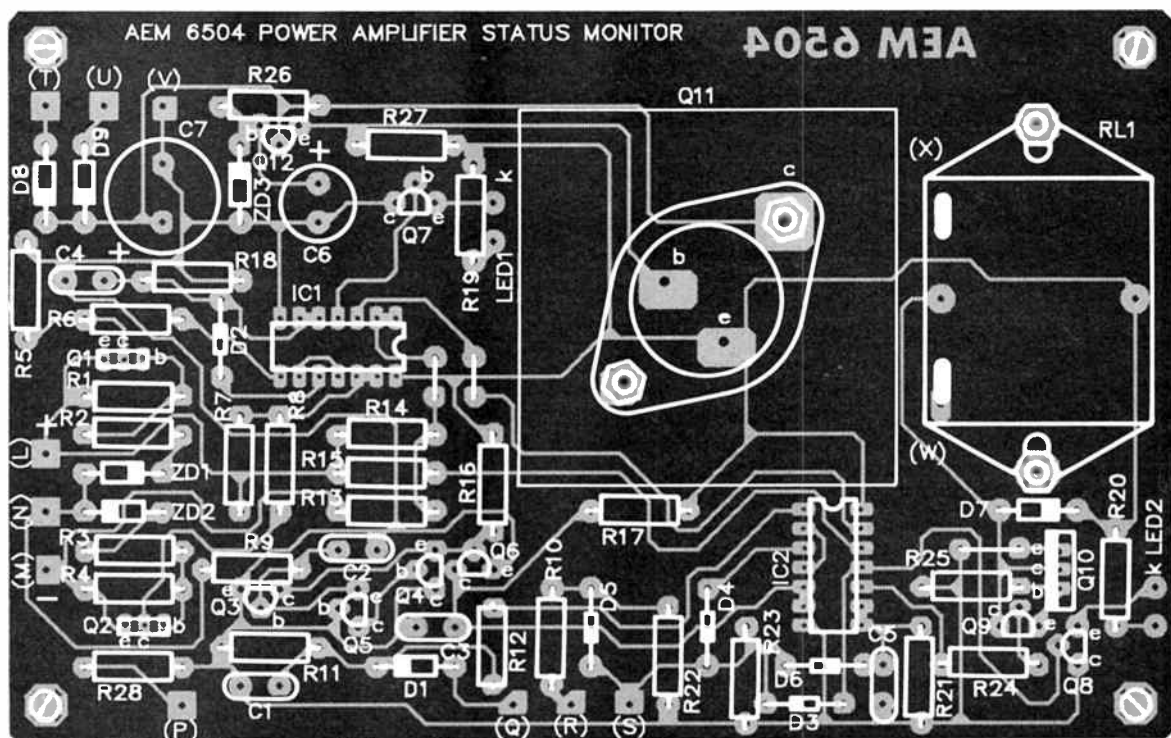 AEM 6504 POWER AMPLIFIER STATUS MONITOR
AEM 6504
(T)
(U)
(V)
R26
C7
D9
D8
b e
Q12
+
R27
Q11
RL1
(X)
ZD3
C6
b
c e
Q7
R19
k
LED1
c
b
e
C4
+
R18
IC1
R6
R5
D2
e c b
Q1
R1
R2
+
(L)
ZD1
R7
R8
R14
R15
R13
R16
(W)
(N)
ZD2
R17
D7
R20
k LED2
R3
R4
(M)
−
R9
C2
e
b
c
Q4
Q6
e
R10
D5
D4
IC2
R25
e
c
b
Q10
e
c
b
Q3
b
e
c
Q5
Q2
e c b
C3
R12
R22
R23
D6
C5
c
e
Q9
e
c
Q8
R28
R11
C1
D1
D3
R21
R24
(P)
(Q)
(R)
(S)